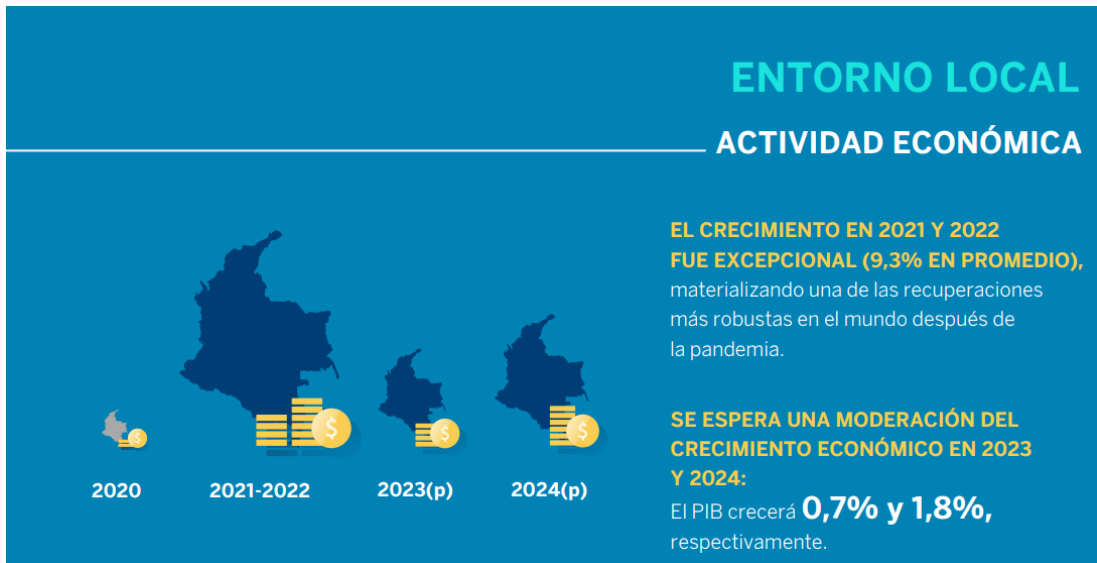 ENTORNO LOCAL
ACTIVIDAD ECONÓMICA
EL CRECIMIENTO EN 2021 Y 2022
FUE EXCEPCIONAL (9,3% EN PROMEDIO),
materializando una de las recuperaciones
más robustas en el mundo después de
la pandemia.
SE ESPERA UNA MODERACIÓN DEL
CRECIMIENTO ECONÓMICO EN 2023
Y 2024:
El PIB crecerá 0,7% y 1,8%,
respectivamente.
$ $ $ $
2020 2021-2022 2023(p) 2024(p)